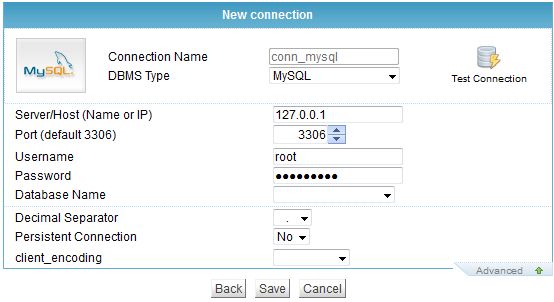 New connection
MySQL
Connection Name conn_mysql
DBMS Type MySQL
Test Connection
Server/Host (Name or IP) 127.0.0.1
Port (default 3306) 3306
Username root
Password •••••••••
Database Name
Decimal Separator .
Persistent Connection No
client_encoding
Advanced
Back Save Cancel